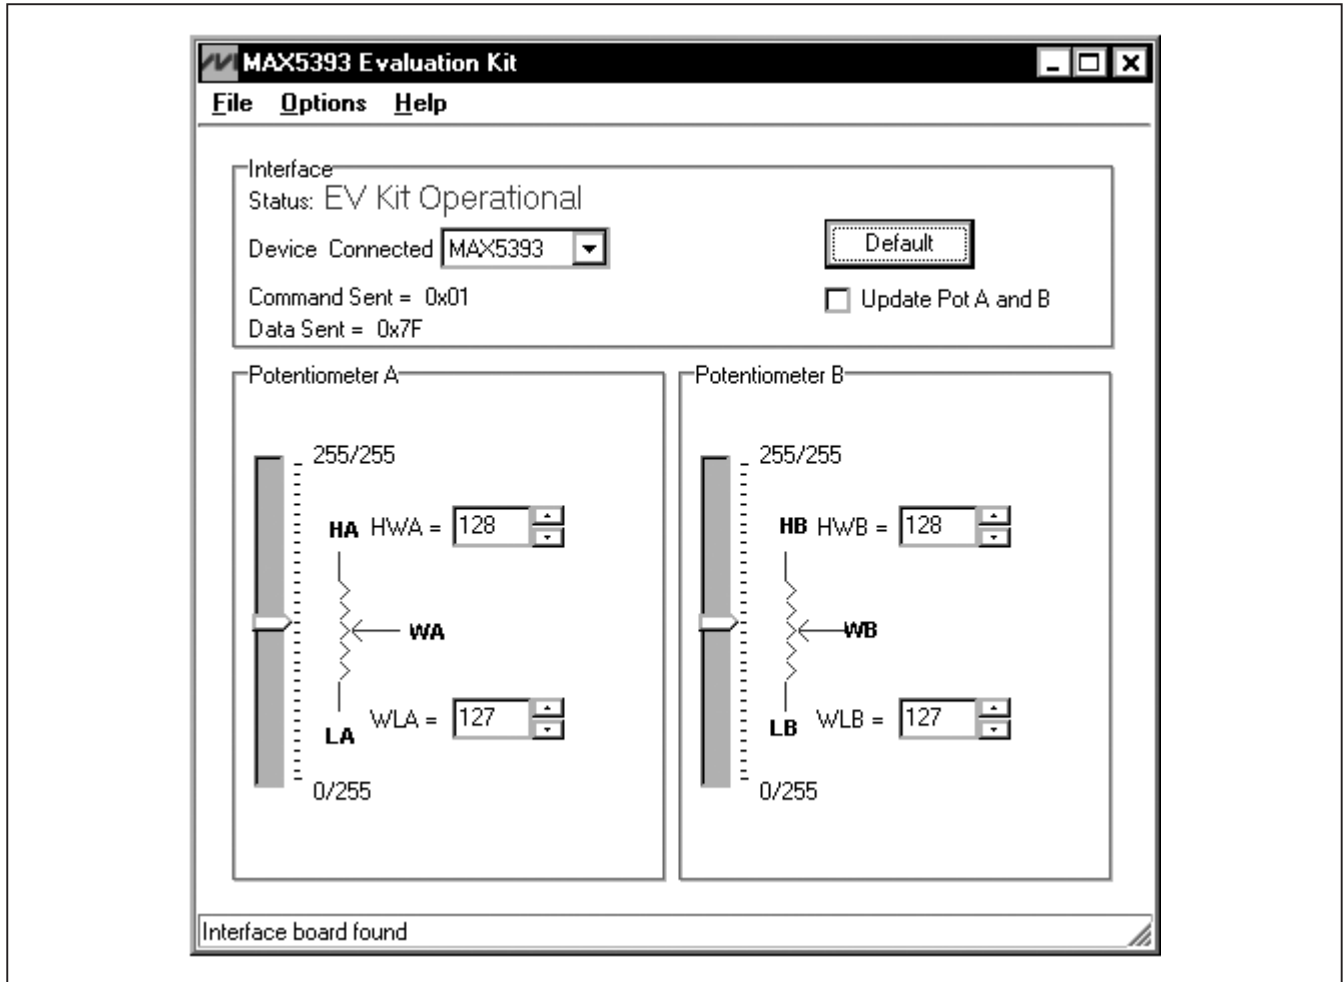 MAX5393 Evaluation Kit
File Options Help
Interface
Status: EV Kit Operational
Device Connected MAX5393
Default
Command Sent = 0x01
Update Pot A and B
Data Sent = 0x7F
Potentiometer A
255/255
HA HWA = 128
WA
LA WLA = 127
0/255
Potentiometer B
255/255
HB HWB = 128
WB
LB WLB = 127
0/255
Interface board found